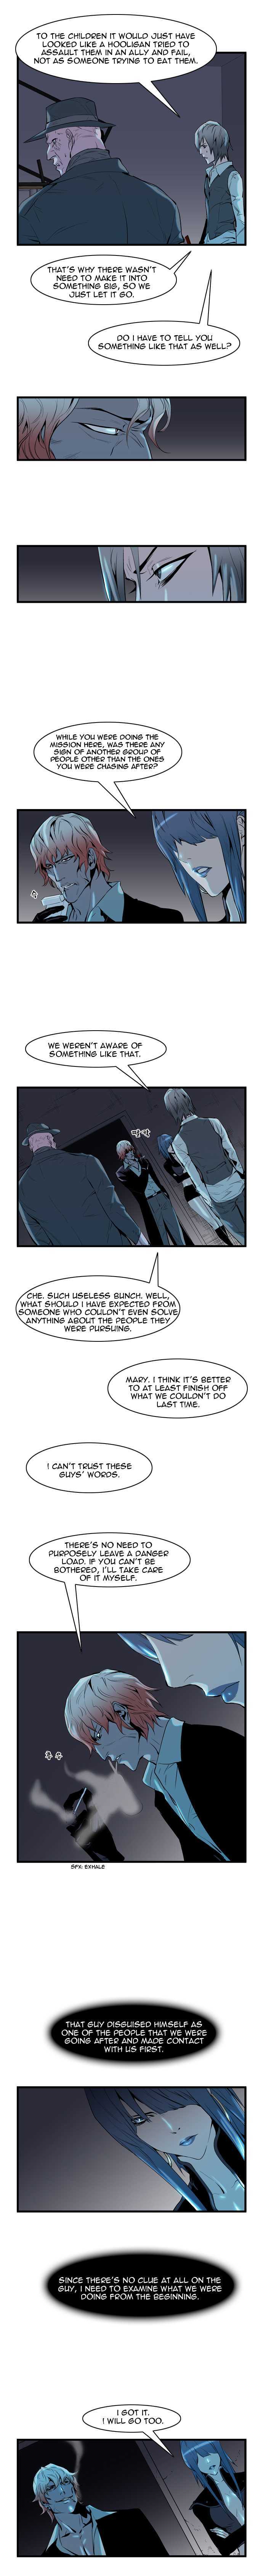 TO THE CHILDREN IT WOULD JUST HAVE
LOOKED LIKE A HOOLIGAN TRIED TO
ASSAULT THEM IN AN ALLY AND FAIL,
NOT AS SOMEONE TRYING TO EAT THEM.
THAT'S WHY THERE WASN'T
NEED TO MAKE IT INTO
SOMETHING BIG, SO WE
JUST LET IT GO.
DO I HAVE TO TELL YOU
SOMETHING LIKE THAT AS WELL?
WHILE YOU WERE DOING THE
MISSION HERE, WAS THERE ANY
SIGN OF ANOTHER GROUP OF
PEOPLE OTHER THAN THE ONES
YOU WERE CHASING AFTER?
WE WEREN'T AWARE OF
SOMETHING LIKE THAT.
CHE. SUCH USELESS BUNCH. WELL,
WHAT SHOULD I HAVE EXPECTED FROM
SOMEONE WHO COULDN'T EVEN SOLVE
ANYTHING ABOUT THE PEOPLE THEY
WERE PURSUING.
MARY. I THINK IT'S BETTER
TO AT LEAST FINISH OFF
WHAT WE COULDN'T DO
LAST TIME.
I CAN'T TRUST THESE
GUYS' WORDS.
THERE'S NO NEED TO
PURPOSELY LEAVE A DANGER
LOAD. IF YOU CAN'T BE
BOTHERED, I'LL TAKE CARE
OF IT MYSELF.
SFX: EXHALE
THAT GUY DISGUISED HIMSELF AS
ONE OF THE PEOPLE THAT WE WERE
GOING AFTER AND MADE CONTACT
WITH US FIRST.
SINCE THERE'S NO CLUE AT ALL ON THE
GUY, I NEED TO EXAMINE WHAT WE WERE
DOING FROM THE BEGINNING.
I GOT IT.
I WILL GO TOO.